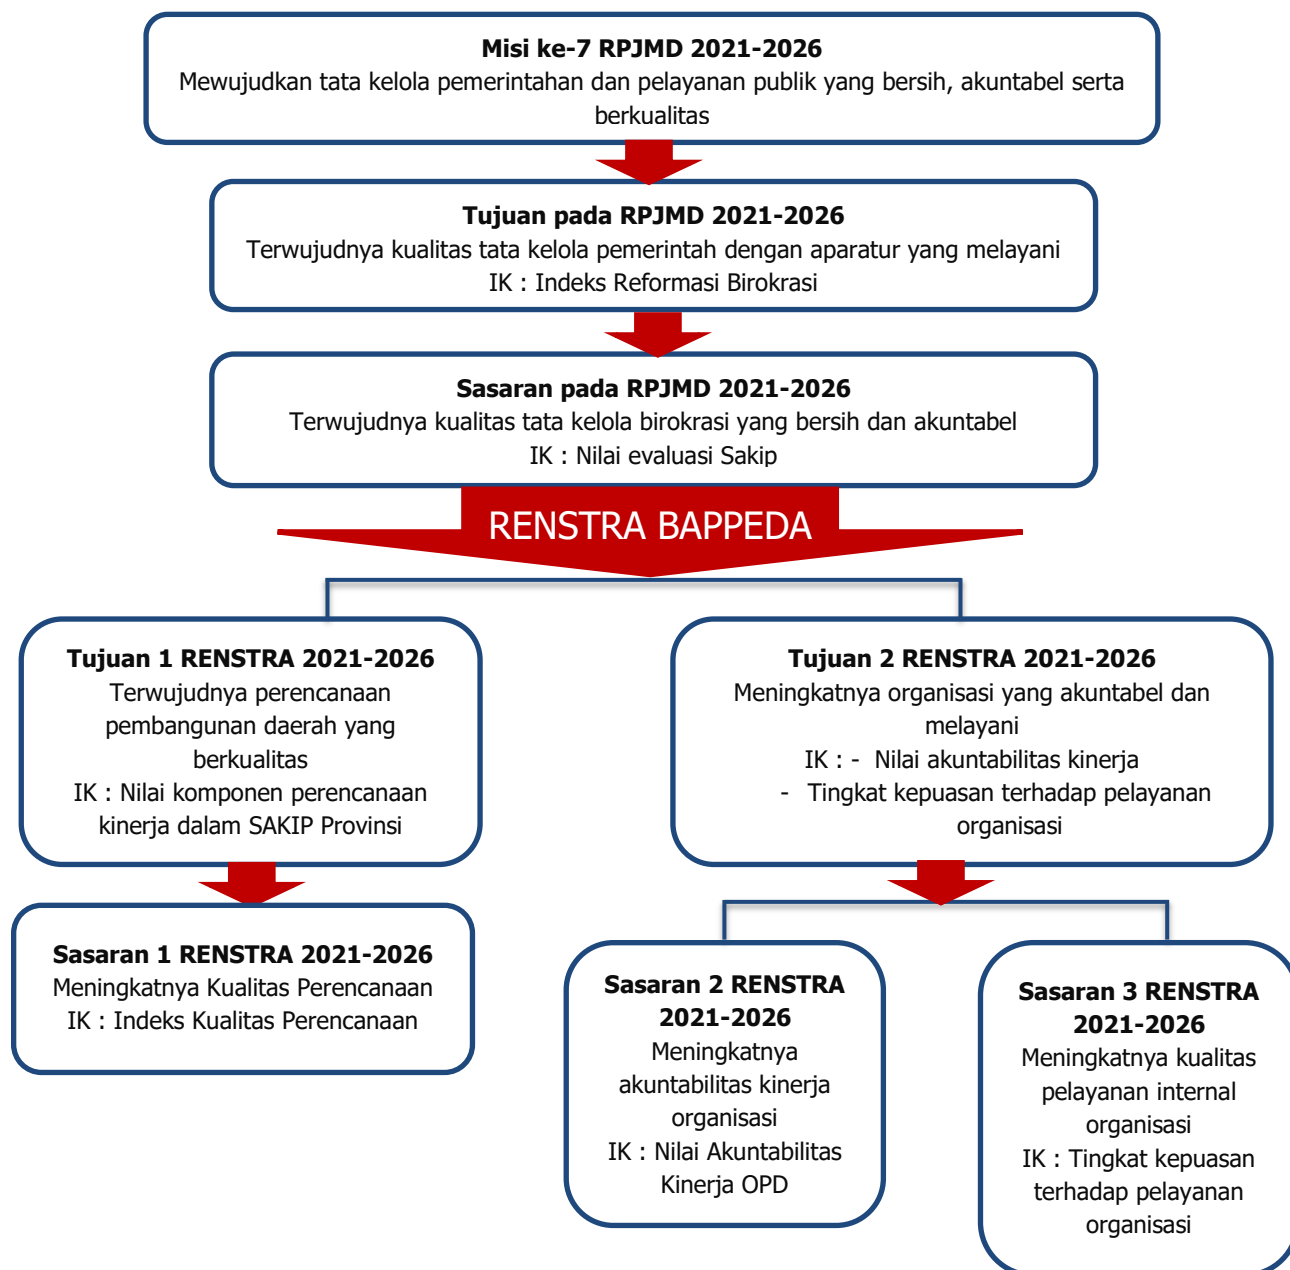 Misi ke-7 RPJMD 2021-2026
Mewujudkan tata kelola pemerintahan dan pelayanan publik yang bersih, akuntabel serta
berkualitas
Tujuan pada RPJMD 2021-2026
Terwujudnya kualitas tata kelola pemerintah dengan aparatur yang melayani
IK : Indeks Reformasi Birokrasi
Sasaran pada RPJMD 2021-2026
Terwujudnya kualitas tata kelola birokrasi yang bersih dan akuntabel
IK : Nilai evaluasi Sakip
RENSTRA BAPPEDA
Tujuan 1 RENSTRA 2021-2026
Terwujudnya perencanaan
pembangunan daerah yang
berkualitas
IK : Nilai komponen perencanaan
kinerja dalam SAKIP Provinsi
Tujuan 2 RENSTRA 2021-2026
Meningkatnya organisasi yang akuntabel dan
melayani
IK : - Nilai akuntabilitas kinerja
- Tingkat kepuasan terhadap pelayanan
organisasi
Sasaran 1 RENSTRA 2021-2026
Meningkatnya Kualitas Perencanaan
IK : Indeks Kualitas Perencanaan
Sasaran 2 RENSTRA
2021-2026
Meningkatnya
akuntabilitas kinerja
organisasi
IK : Nilai Akuntabilitas
Kinerja OPD
Sasaran 3 RENSTRA
2021-2026
Meningkatnya kualitas
pelayanan internal
organisasi
IK : Tingkat kepuasan
terhadap pelayanan
organisasi